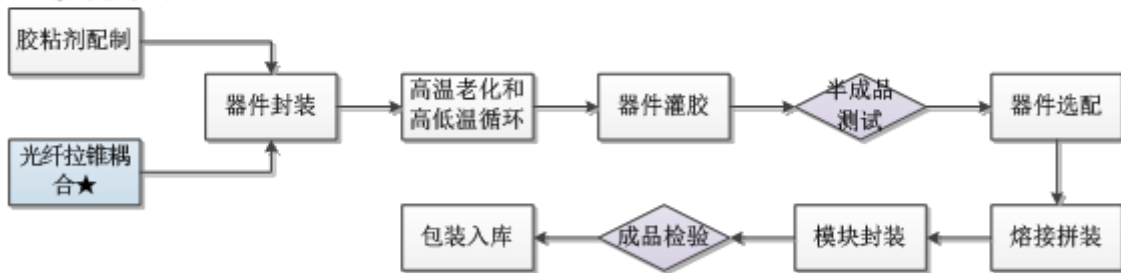 胶粘剂配制
器件封装
高温老化和
高低温循环
器件灌胶
半成品
测试
器件选配
光纤拉锥耦
合★
包装入库
成品检验
模块封装
熔接拼装